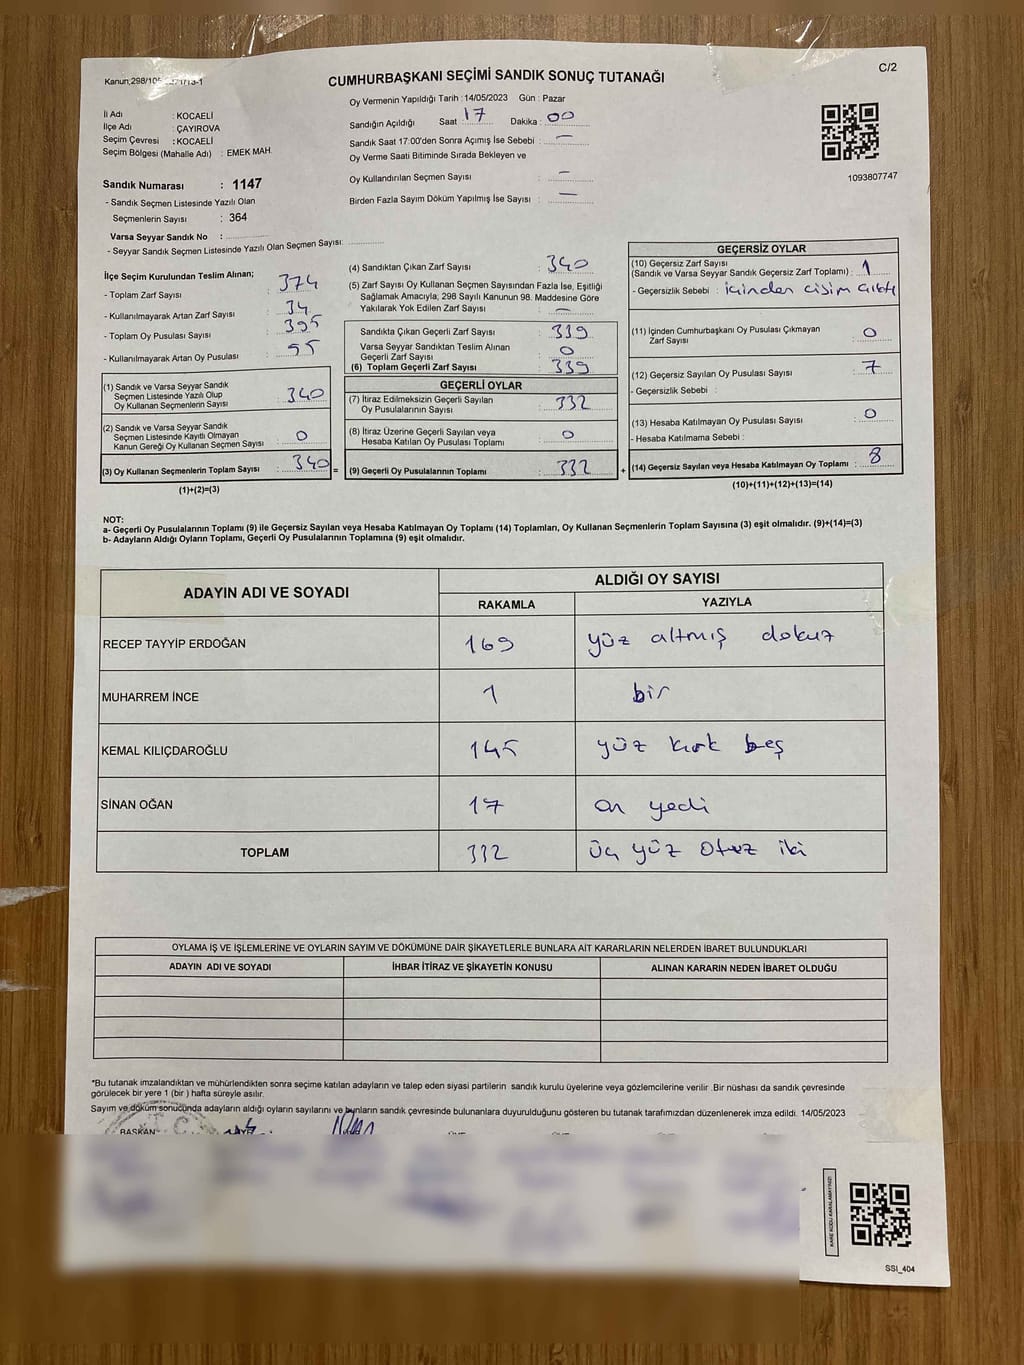 C/2
CUMHURBAŞKANI SEÇİMİ SANDIK SONUÇ TUTANAĞI
Oy Vermenin Yapıldığı Tarih : 14/05/2023 Gün : Pazar
İli Adı : KOCAELİ
İlçe Adı : ÇAYIROVA
Seçim Çevresi : KOCAELİ
Seçim Bölgesi (Mahalle Adı) : EMEK MAH.
Sandık Numarası : 1147
- Sandık Seçmen Listesinde Yazılı Olan
Seçmenlerin Sayısı : 364
Varsa Seyyar Sandık No :
- Seyyar Sandık Seçmen Listesinde Yazılı Olan Seçmen Sayısı:
Sandığın Açıldığı Saat : 17 Dakika : 00
Sandık Saat 17:00'den Sonra Açımış İse Sebebi : —
Oy Verme Saati Bitiminde Sırada Bekleyen ve
Oy Kullandırılan Seçmen Sayısı : —
Birden Fazla Sayım Döküm Yapılmış İse Sayısı : —
1093807747
İlçe Seçim Kurulundan Teslim Alınan;
- Toplam Zarf Sayısı : 374
- Kullanılmayarak Artan Zarf Sayısı : 34
- Toplam Oy Pusulası Sayısı : 395
- Kullanılmayarak Artan Oy Pusulası : 55
(1) Sandık ve Varsa Seyyar Sandık
Seçmen Listesinde Yazılı Olup
Oy Kullanan Seçmenlerin Sayısı : 340
(2) Sandık ve Varsa Seyyar Sandık
Seçmen Listesinde Kayıtlı Olmayan
Kanun Gereği Oy Kullanan Seçmen Sayısı : 0
(3) Oy Kullanan Seçmenlerin Toplam Sayısı : 340 =
(1)+(2)=(3)
(4) Sandıktan Çıkan Zarf Sayısı : 340
(5) Zarf Sayısı Oy Kullanan Seçmen Sayısından Fazla İse, Eşitliği
Sağlamak Amacıyla, 298 Sayılı Kanunun 98. Maddesine Göre
Yakılarak Yok Edilen Zarf Sayısı : —
Sandıkta Çıkan Geçerli Zarf Sayısı : 339
Varsa Seyyar Sandıktan Teslim Alınan
Geçerli Zarf Sayısı : 0
(6) Toplam Geçerli Zarf Sayısı : 339
GEÇERLİ OYLAR
(7) İtiraz Edilmeksizin Geçerli Sayılan
Oy Pusulalarının Sayısı : 332
(8) İtiraz Üzerine Geçerli Sayılan veya
Hesaba Katılan Oy Pusulası Toplamı : 0
(9) Geçerli Oy Pusulalarının Toplamı : 332 +
GEÇERSİZ OYLAR
(10) Geçersiz Zarf Sayısı
(Sandık ve Varsa Seyyar Sandık Geçersiz Zarf Toplamı) : 1
- Geçersizlik Sebebi : içinden cisim çıktı
(11) İçinden Cumhurbaşkanı Oy Pusulası Çıkmayan
Zarf Sayısı : 0
(12) Geçersiz Sayılan Oy Pusulası Sayısı : 7
- Geçersizlik Sebebi :
(13) Hesaba Katılmayan Oy Pusulası Sayısı : 0
- Hesaba Katılmama Sebebi :
(14) Geçersiz Sayılan veya Hesaba Katılmayan Oy Toplamı : 8
(10)+(11)+(12)+(13)=(14)
NOT:
a- Geçerli Oy Pusulalarının Toplamı (9) ile Geçersiz Sayılan veya Hesaba Katılmayan Oy Toplamı (14) Toplamları, Oy Kullanan Seçmenlerin Toplam Sayısına (3) eşit olmalıdır. (9)+(14)=(3)
b- Adayların Aldığı Oyların Toplamı, Geçerli Oy Pusulalarının Toplamına (9) eşit olmalıdır.
ADAYIN ADI VE SOYADI ALDIĞI OY SAYISI
RAKAMLA YAZIYLA
RECEP TAYYİP ERDOĞAN 169 yüz altmış dokuz
MUHARREM İNCE 1 bir
KEMAL KILIÇDAROĞLU 145 yüz kırk beş
SİNAN OĞAN 17 on yedi
TOPLAM 332 üç yüz otuz iki
OYLAMA İŞ VE İŞLEMLERİNE VE OYLARIN SAYIM VE DÖKÜMÜNE DAİR ŞİKAYETLERLE BUNLARA AİT KARARLARIN NELERDEN İBARET BULUNDUKLARI
ADAYIN ADI VE SOYADI İHBAR İTİRAZ VE ŞİKAYETİN KONUSU ALINAN KARARIN NEDEN İBARET OLDUĞU
*Bu tutanak imzalandıktan ve mühürlendikten sonra seçime katılan adayların ve talep eden siyasi partilerin sandık kurulu üyelerine veya gözlemcilerine verilir .Bir nüshası da sandık çevresinde
görülecek bir yere 1 (bir ) hafta süreyle asılır.
Sayım ve döküm sonucunda adayların aldığı oyların sayılarını ve bunların sandık çevresinde bulunanlara duyurulduğunu gösteren bu tutanak tarafımızdan düzenlenerek imza edildi. 14/05/2023
BAŞKAN
KARE KODU KARALAMAYINIZ!
SSI_404